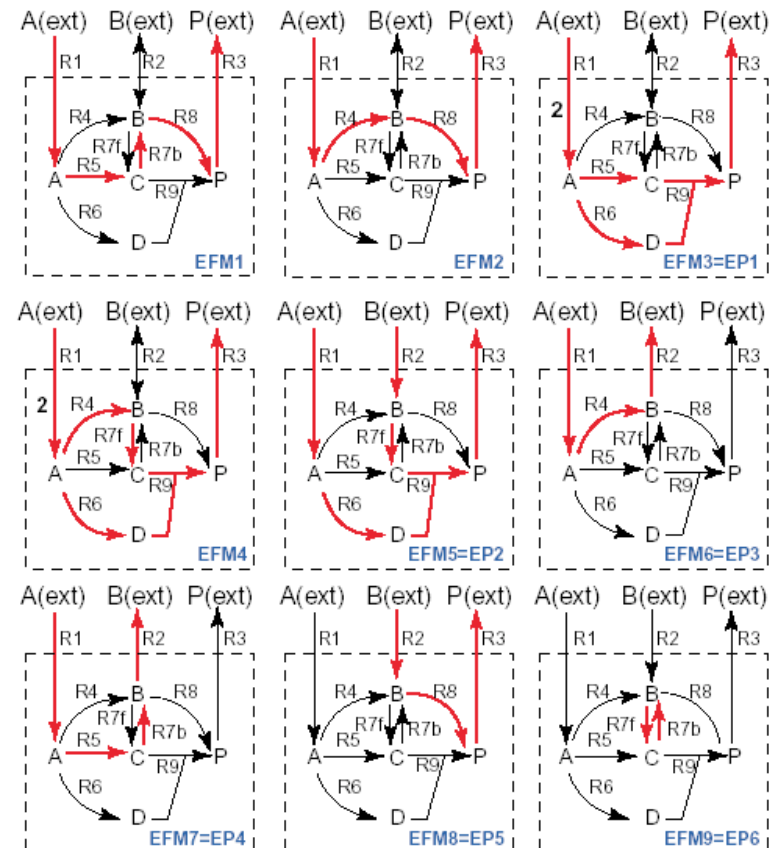 A(ext) B(ext) P(ext) A(ext) B(ext) P(ext) A(ext) B(ext) P(ext)
R1 R2 R3 R1 R2 R3 R1 R2 R3
R4 B R8 R4 B R8 2 R4 B R8
R7f R7b R7f R7b R7f R7b
A R5 C R9 P A R5 C R9 P A R5 C R9 P
R6 R6 R6
D D D
EFM1 EFM2 EFM3=EP1
A(ext) B(ext) P(ext) A(ext) B(ext) P(ext) A(ext) B(ext) P(ext)
R1 R2 R3 R1 R2 R3 R1 R2 R3
2 R4 B R8 R4 B R8 R4 B R8
R7f R7b R7f R7b R7f R7b
A R5 C R9 P A R5 C R9 P A R5 C R9 P
R6 R6 R6
D D D
EFM4 EFM5=EP2 EFM6=EP3
A(ext) B(ext) P(ext) A(ext) B(ext) P(ext) A(ext) B(ext) P(ext)
R1 R2 R3 R1 R2 R3 R1 R2 R3
R4 B R8 R4 B R8 R4 B R8
R7f R7b R7f R7b R7f R7b
A R5 C R9 P A R5 C R9 P A R5 C R9 P
R6 R6 R6
D D D
EFM7=EP4 EFM8=EP5 EFM9=EP6